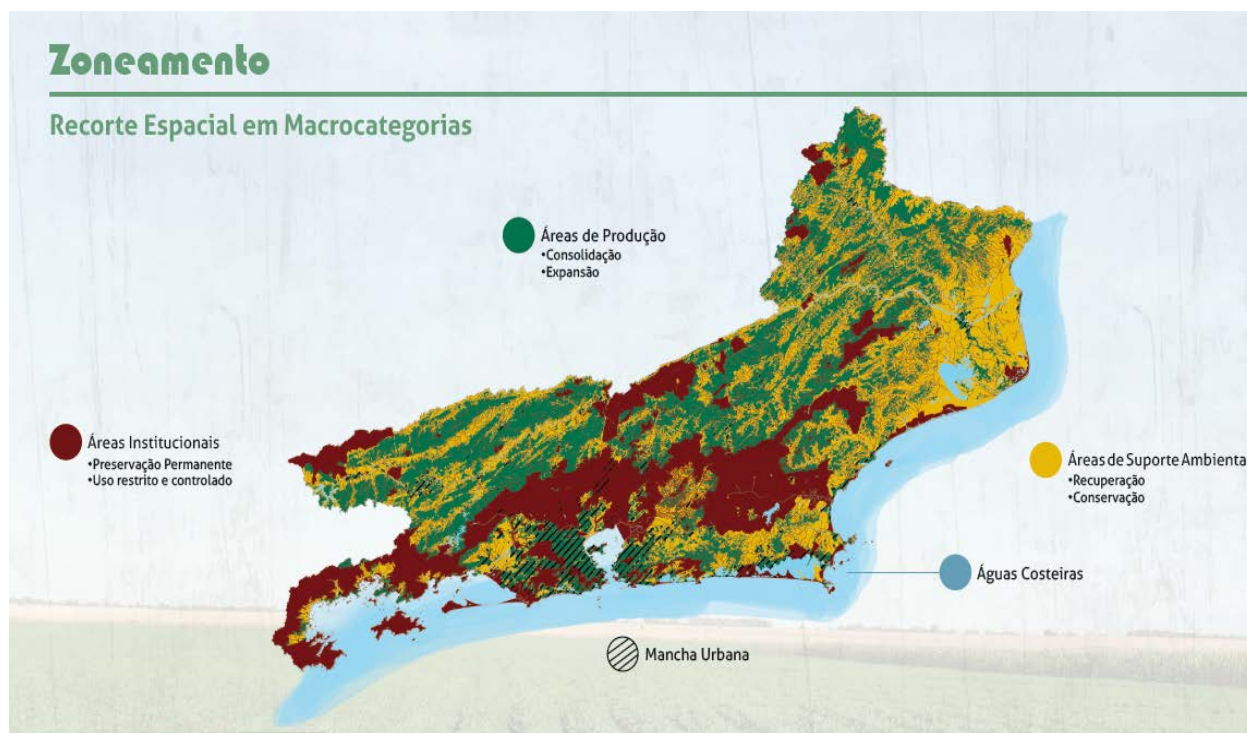 Zoneamento
Recorte Espacial em Macrocategorias
Áreas de Produção
•Consolidação
•Expansão
Áreas Institucionais
•Preservação Permanente
•Uso restrito e controlado
Áreas de Suporte Ambienta
•Recuperação
•Conservação
Águas Costeiras
Mancha Urbana